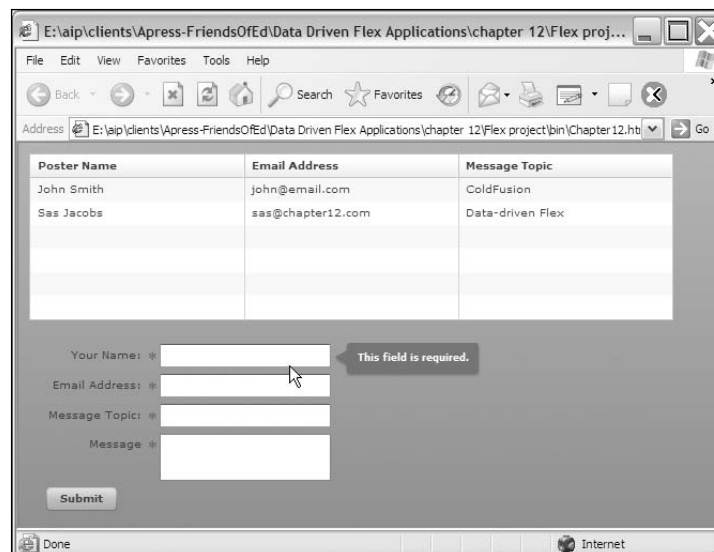 E:\aip\clients\Apress-FriendsOfEd\Data Driven Flex Applications\chapter 12\Flex proj...
File Edit View Favorites Tools Help
Back Search Favorites
Address E:\aip\clients\Apress-FriendsOfEd\Data Driven Flex Applications\chapter 12\Flex project\bin\Chapter12.ht Go
Poster Name Email Address Message Topic
John Smith john@email.com ColdFusion
Sas Jacobs sas@chapter12.com Data-driven Flex
Your Name: * This field is required.
Email Address: *
Message Topic: *
Message *
Submit
Done Internet